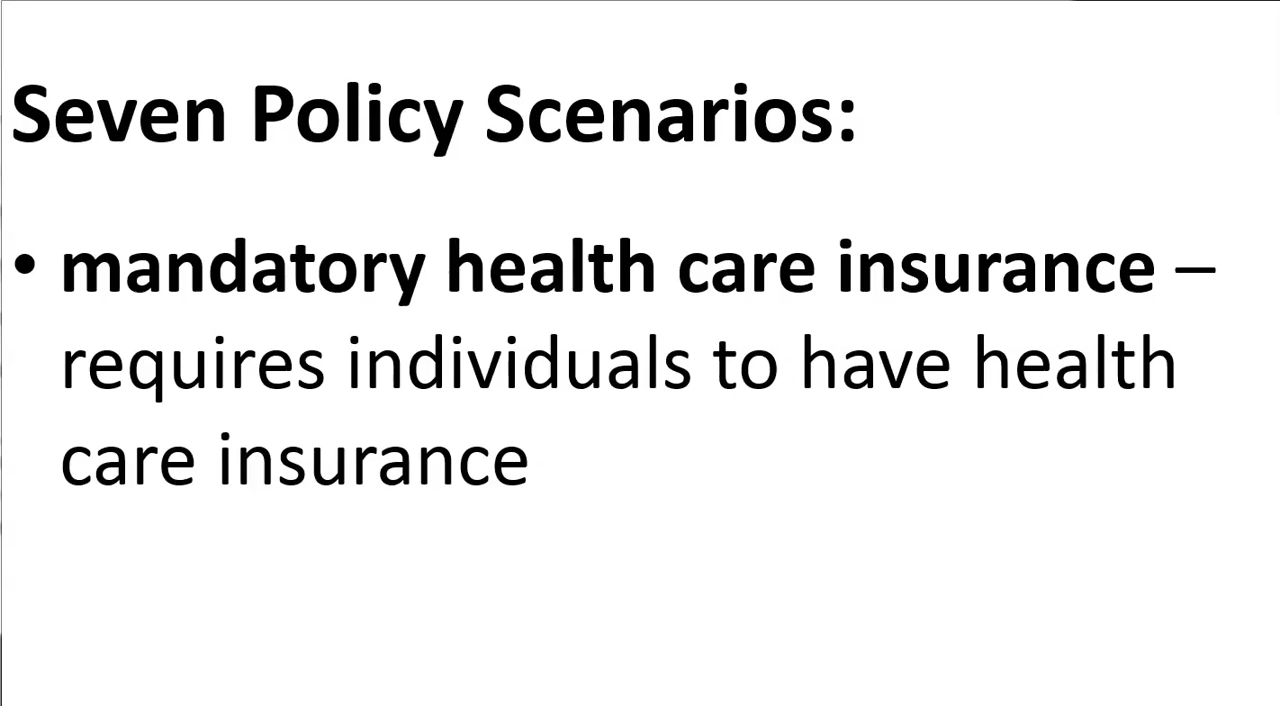 Seven Policy Scenarios:
• mandatory health care insurance –
requires individuals to have health
care insurance